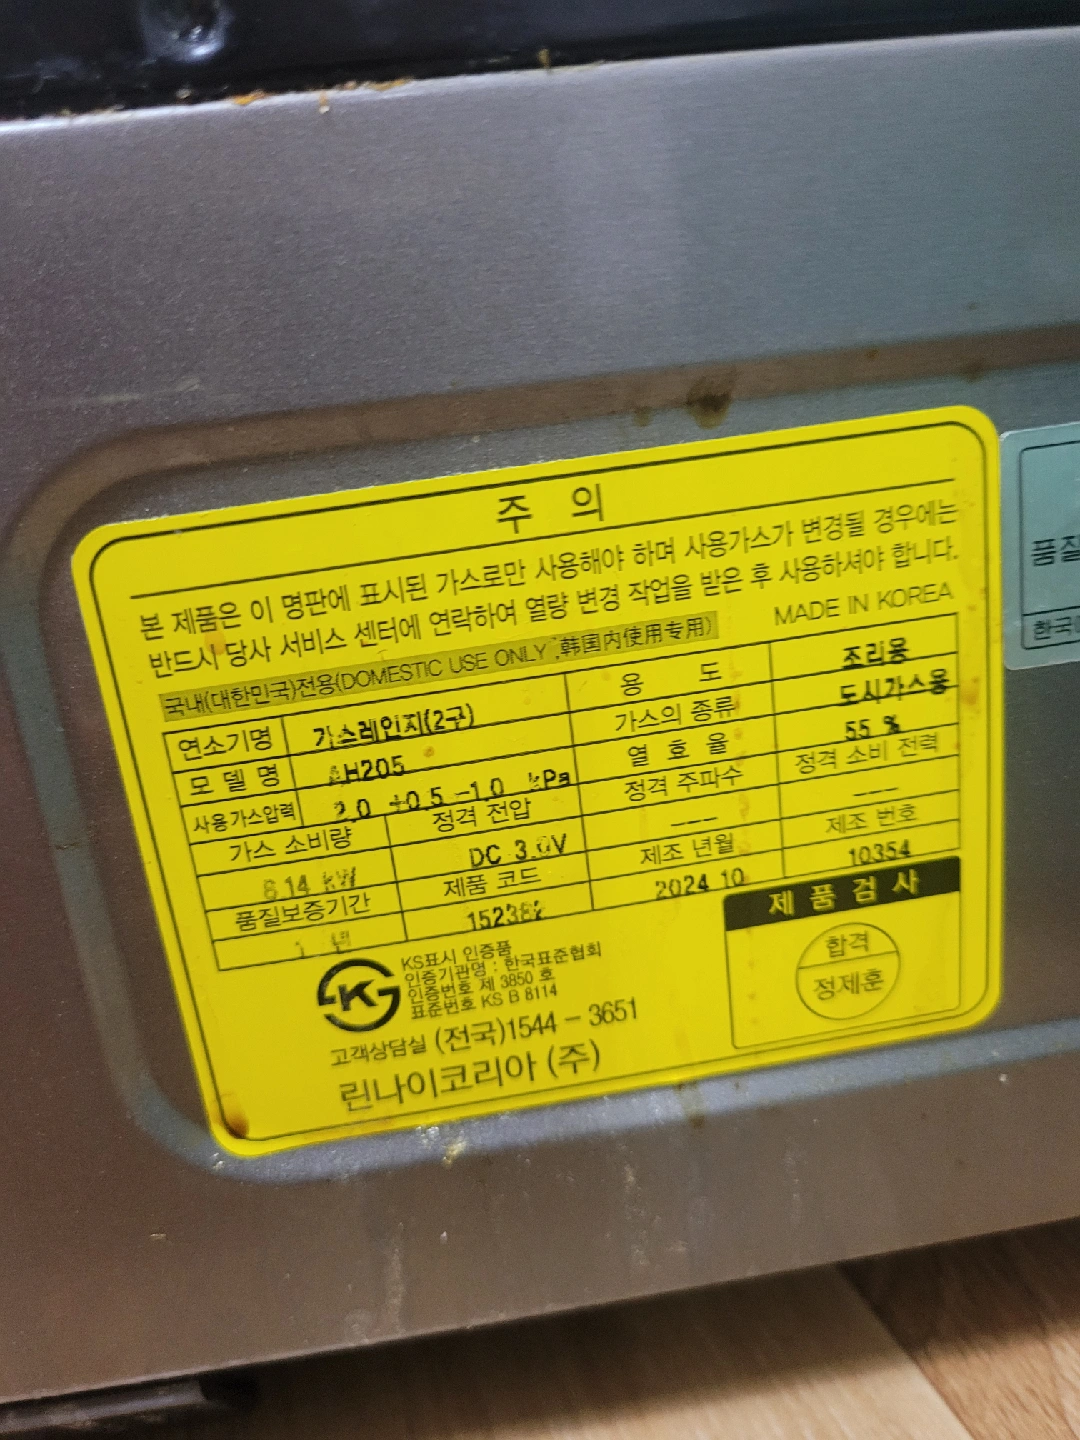 주 의
본 제품은 이 명판에 표시된 가스로만 사용해야 하며 사용가스가 변경될 경우에는
반드시 당사 서비스 센터에 연락하여 열량 변경 작업을 받은 후 사용하셔야 합니다.
국내(대한민국)전용(DOMESTIC USE ONLY ,韩国内使用专用)
MADE IN KOREA
연소기명 가스레인지(2구) 용 도 조리용
모 델 명 H205 가스의 종류 도시가스용
사용가스압력 2.0 +0.5 -1.0 kPa 열 효 율 55 %
가스 소비량 정격 전압 정격 주파수 정격 소비 전력
DC 3.0V --- ---
품질보증기간 제품 코드 제조 년월 제조 번호
1 년 2024 10 10354
제 품 검 사
합격
정제훈
KS표시 인증품
인증기관명 : 한국표준협회
인증번호 제 3850 호
표준번호 KS B 8114
고객상담실 (전국)1544 - 3651
린나이코리아 (주)
품질
한국